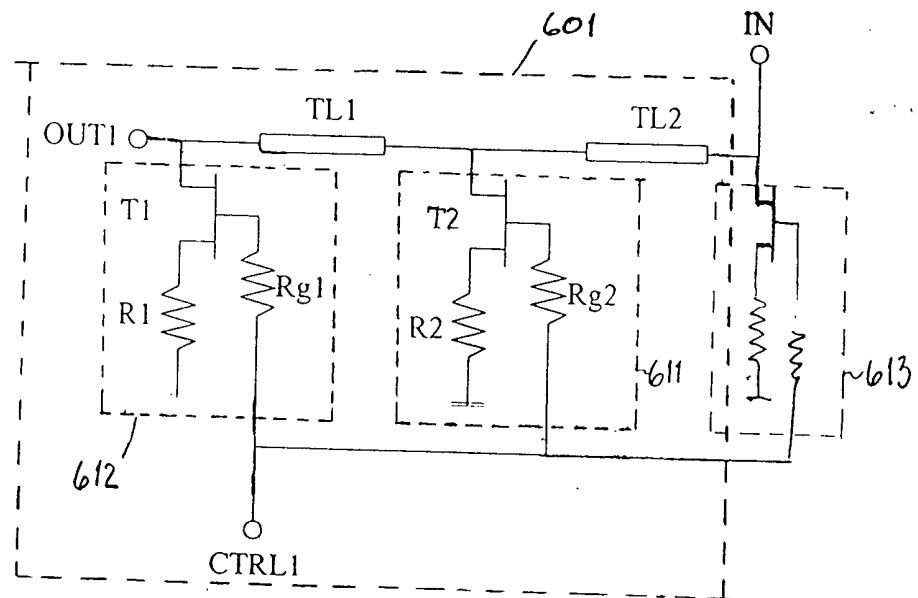 601
IN
TL1
TL2
OUT1
T1
T2
Rg1
Rg2
R1
R2
611
613
612
CTRL1